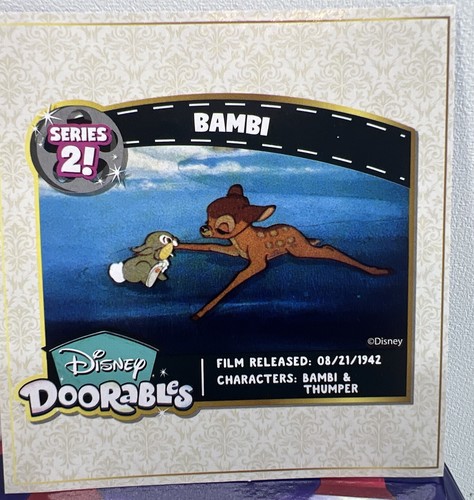 SERIES
2!
BAMBI
©Disney
Disney
DOORABLES
FILM RELEASED: 08/21/1942
CHARACTERS: BAMBI &
THUMPER